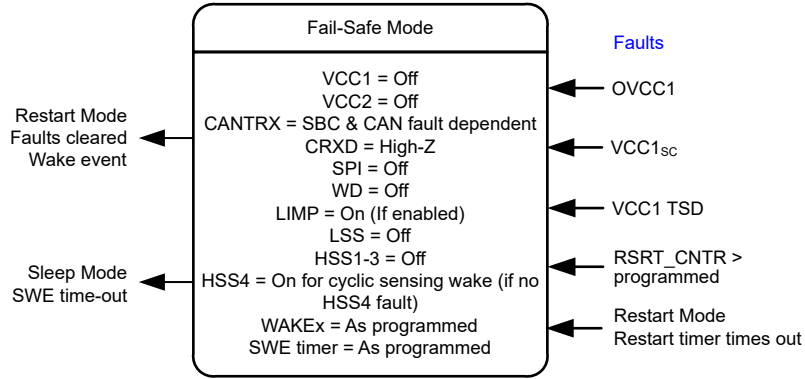 Fail-Safe Mode
VCC1 = Off
VCC2 = Off
CANTRX = SBC & CAN fault dependent
CRXD = High-Z
SPI = Off
WD = Off
LIMP = On (If enabled)
LSS = Off
HSS1-3 = Off
HSS4 = On for cyclic sensing wake (if no
HSS4 fault)
WAKEx = As programmed
SWE timer = As programmed
Restart Mode
Faults cleared
Wake event
Sleep Mode
SWE time-out
Faults
OVCC1
VCC1SC
VCC1 TSD
RSRT_CNTR >
programmed
Restart Mode
Restart timer times out